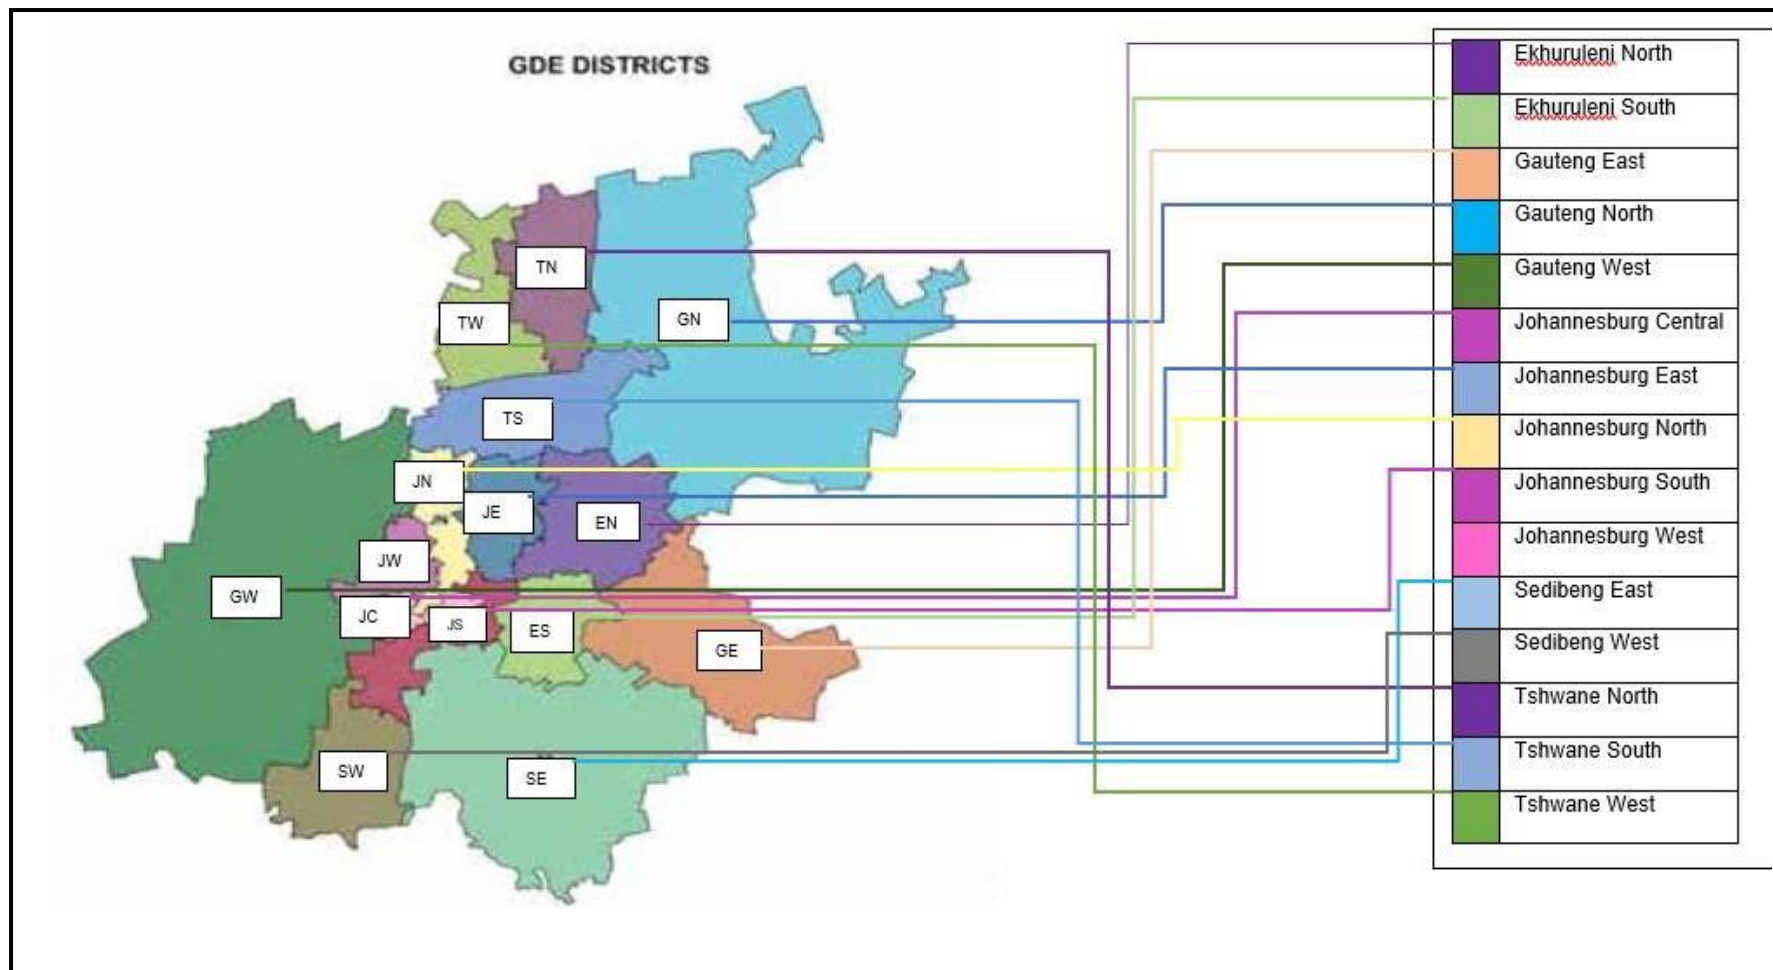 GDE DISTRICTS
TN
TW
GN
TS
JN
JE
EN
JW
GW
JC
JS
ES
GE
SW
SE
Ekhuruleni North
Ekhuruleni South
Gauteng East
Gauteng North
Gauteng West
Johannesburg Central
Johannesburg East
Johannesburg North
Johannesburg South
Johannesburg West
Sedibeng East
Sedibeng West
Tshwane North
Tshwane South
Tshwane West